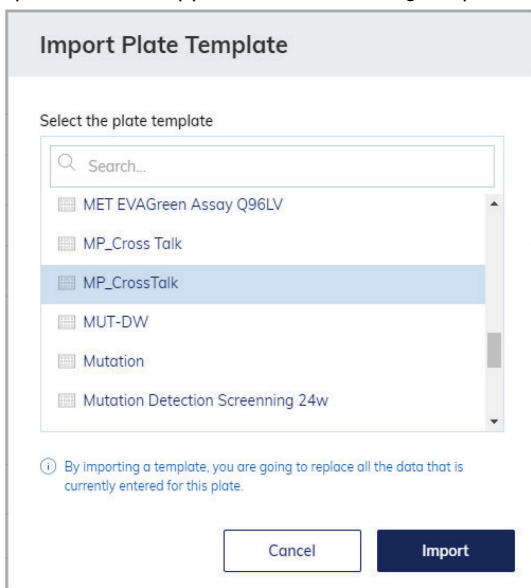 Import Plate Template
Select the plate template
Search...
MET EVAGreen Assay Q96LV
MP_Cross Talk
MP_CrossTalk
MUT-DW
Mutation
Mutation Detection Screenning 24w
By importing a template, you are going to replace all the data that is
currently entered for this plate.
Cancel Import